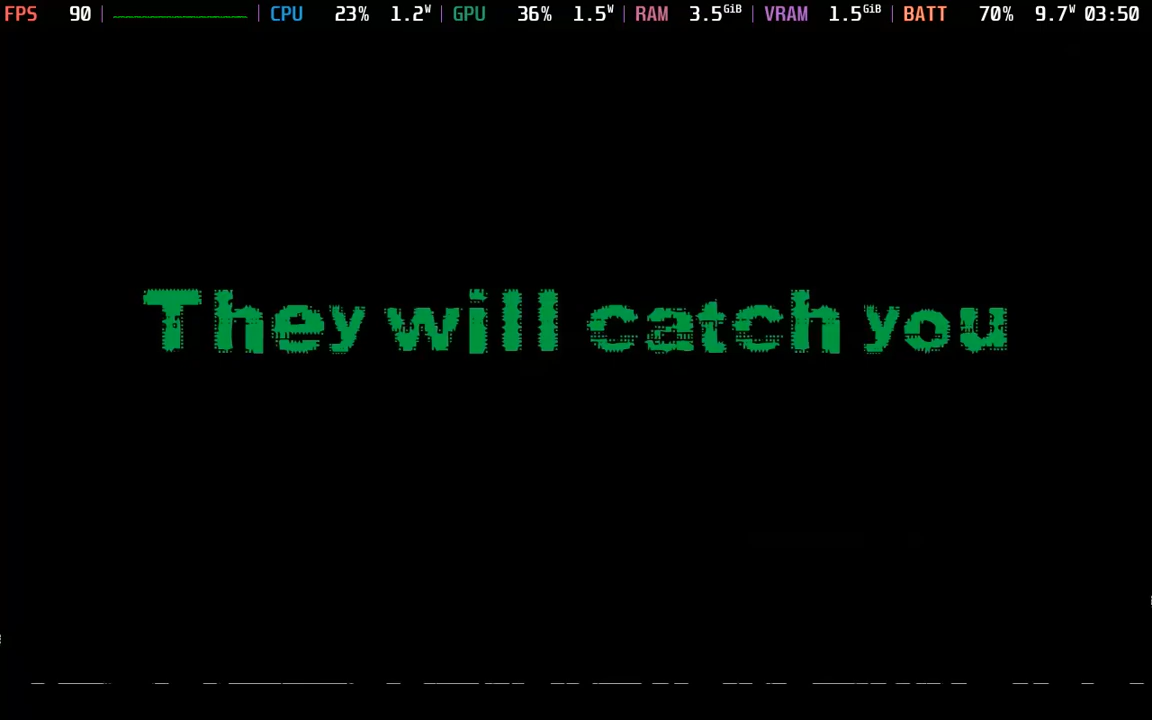 FPS 90 | CPU 23% 1.2W | GPU 36% 1.5W | RAM 3.5GiB | VRAM 1.5GiB | BATT 70% 9.7W 03:50
They will catch you